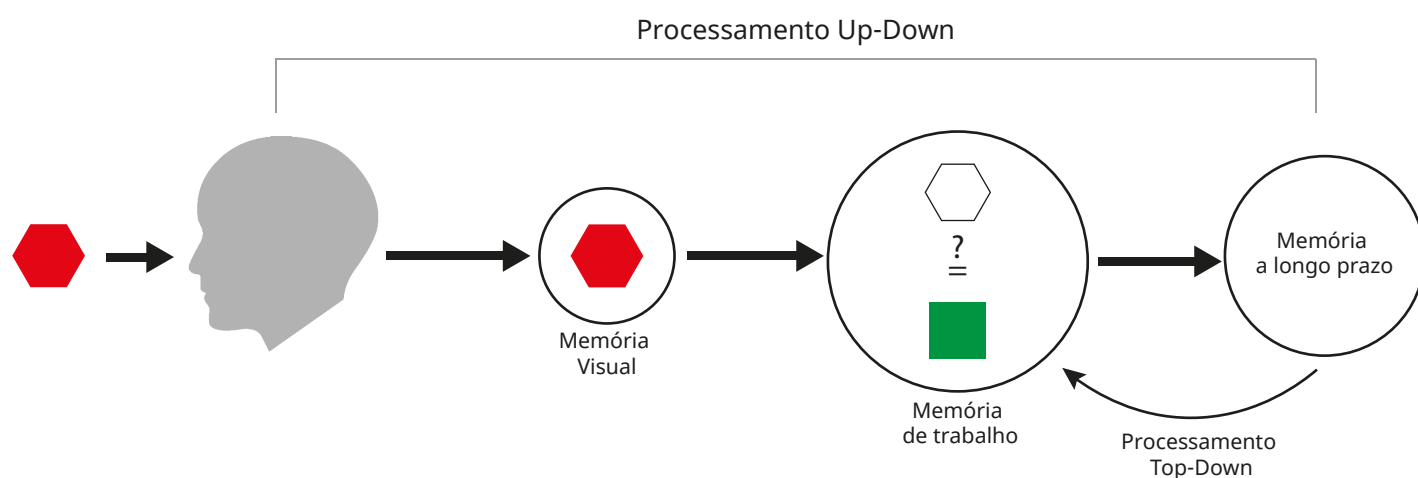 Processamento Up-Down
Memória
Visual
?
=
Memória
de trabalho
Memória
a longo prazo
Processamento
Top-Down